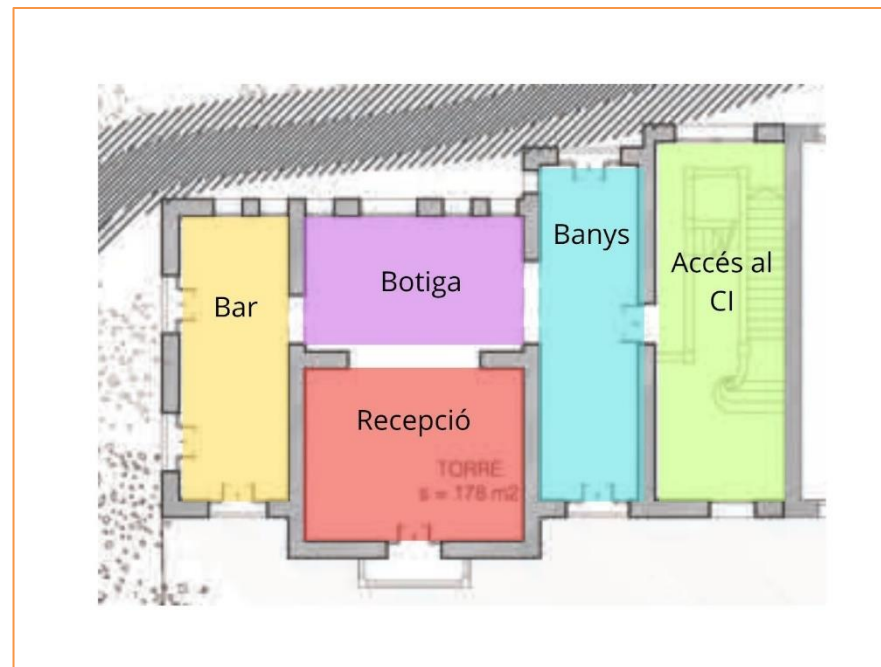 Bar
Botiga
Banys
Accés al
CI
Recepció
TORRE
s = 178 m2